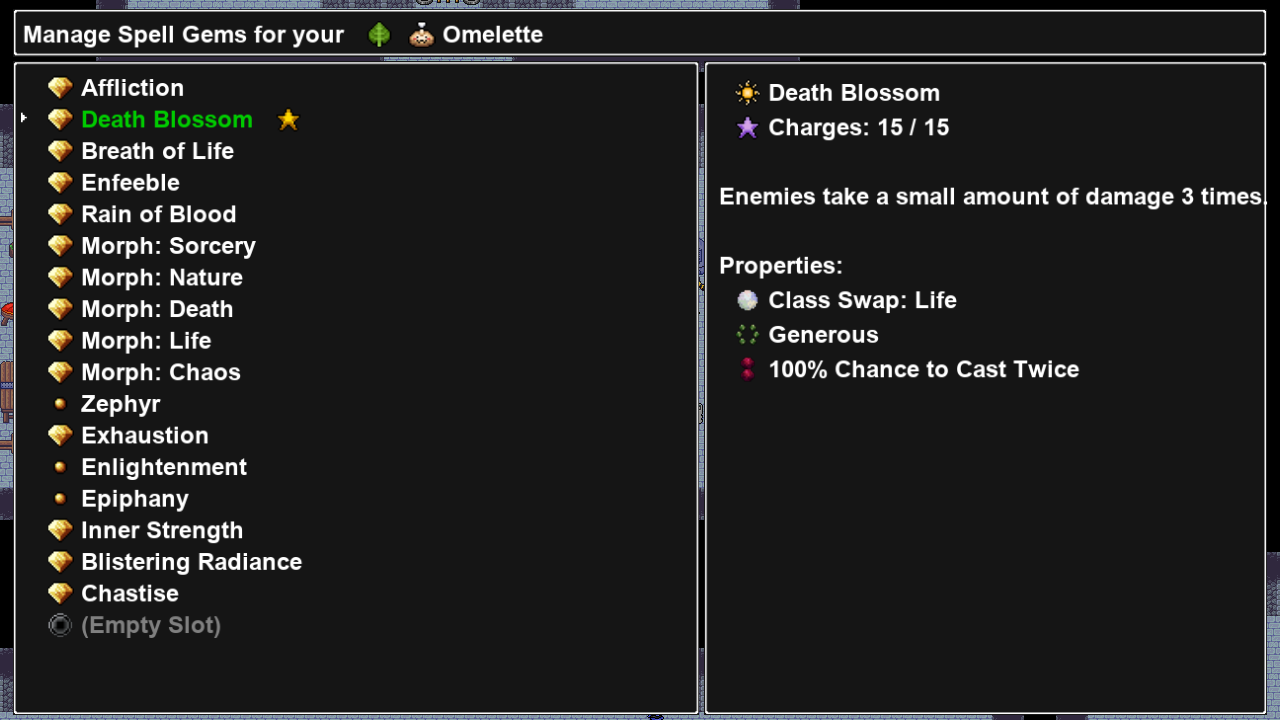 Manage Spell Gems for your Omelette
Affliction
Death Blossom
Breath of Life
Enfeeble
Rain of Blood
Morph: Sorcery
Morph: Nature
Morph: Death
Morph: Life
Morph: Chaos
Zephyr
Exhaustion
Enlightenment
Epiphany
Inner Strength
Blistering Radiance
Chastise
(Empty Slot)
Death Blossom
Charges: 15 / 15
Enemies take a small amount of damage 3 times.
Properties:
Class Swap: Life
Generous
100% Chance to Cast Twice